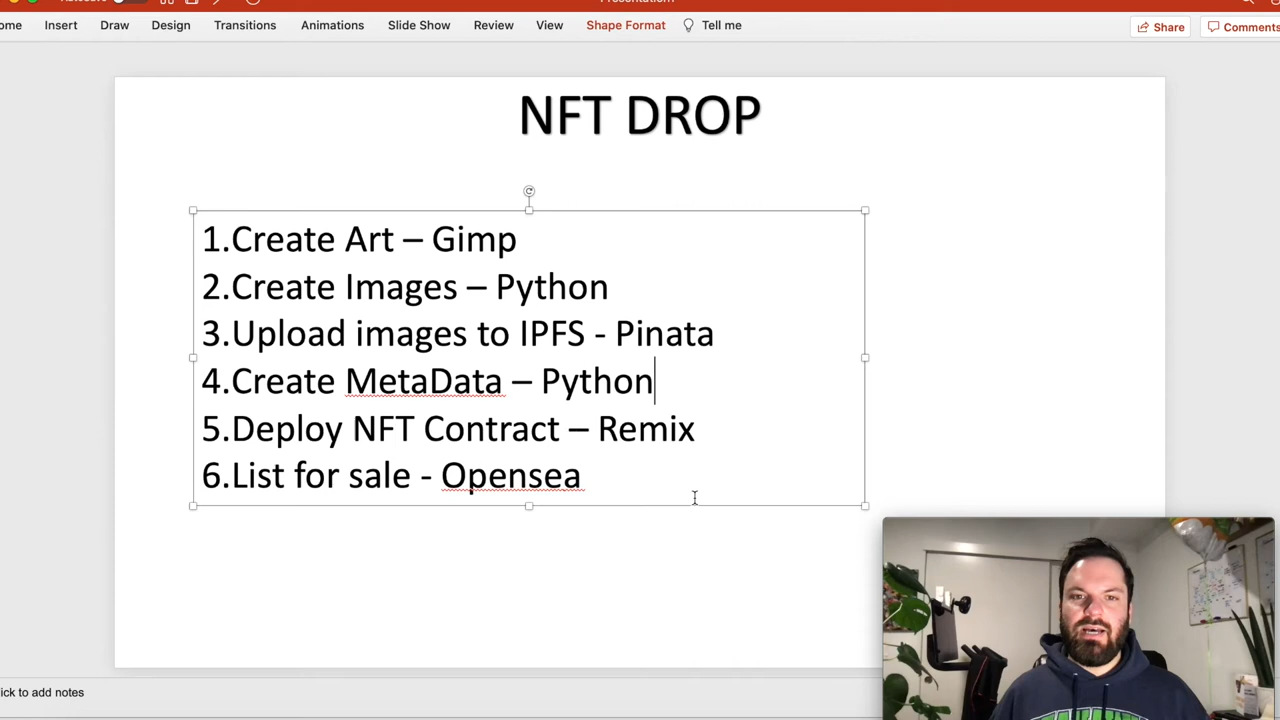 Presentation1
Insert Draw Design Transitions Animations Slide Show Review View Shape Format Tell me Share Comments
NFT DROP
1.Create Art – Gimp
2.Create Images – Python
3.Upload images to IPFS - Pinata
4.Create MetaData – Python
5.Deploy NFT Contract – Remix
6.List for sale - Opensea
ick to add notes